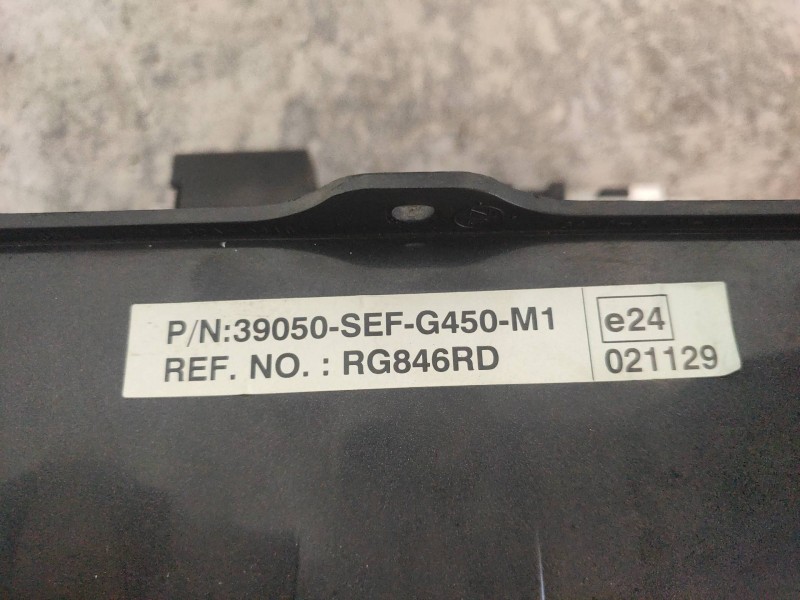 P/N:39050-SEF-G450-M1
REF. NO. : RG846RD
e24
021129